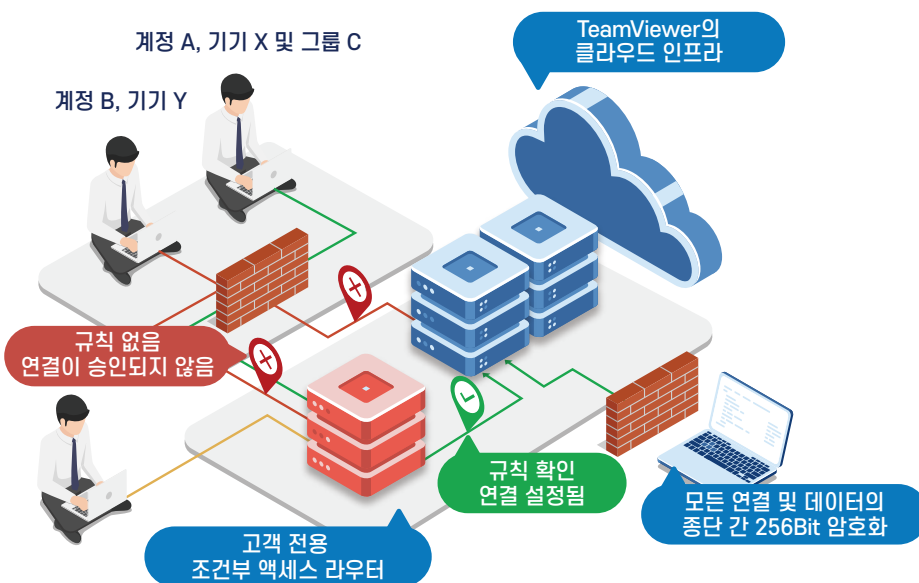 계정 A, 기기 X 및 그룹 C
계정 B, 기기 Y
TeamViewer의
클라우드 인프라
규칙 없음
연결이 승인되지 않음
규칙 확인
연결 설정됨
모든 연결 및 데이터의
종단 간 256Bit 암호화
고객 전용
조건부 액세스 라우터